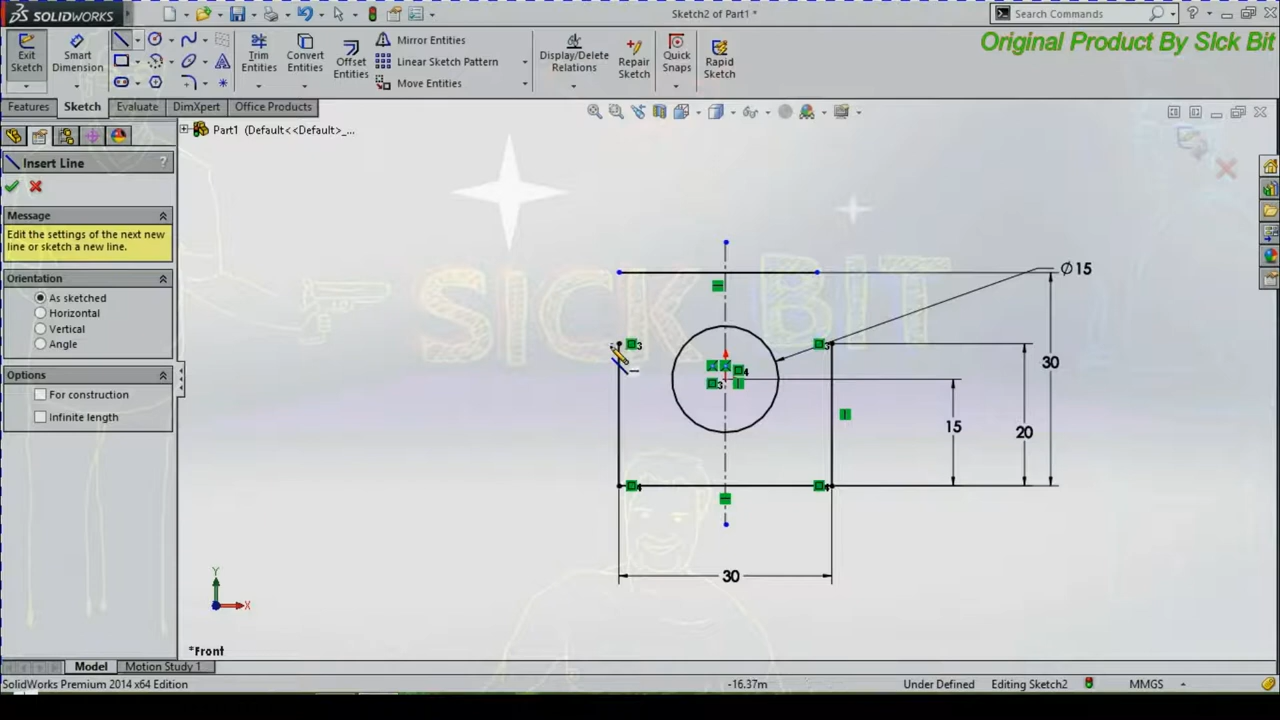 SOLIDWORKS
Sketch2 of Part1 *
Search Commands
Original Product By Sick Bit
Exit Sketch
Smart Dimension
Trim Entities
Convert Entities
Offset Entities
Mirror Entities
Linear Sketch Pattern
Move Entities
Display/Delete Relations
Repair Sketch
Quick Snaps
Rapid Sketch
Features
Sketch
Evaluate
DimXpert
Office Products
Part1 (Default<<Default>_...
Insert Line
?
Message
Edit the settings of the next new
line or sketch a new line.
Orientation
As sketched
Horizontal
Vertical
Angle
Options
For construction
Infinite length
SICK BIT
Ø15
30
20
15
30
Y
X
*Front
Model
Motion Study 1
SolidWorks Premium 2014 x64 Edition
-16.37m
Under Defined
Editing Sketch2
MMGS